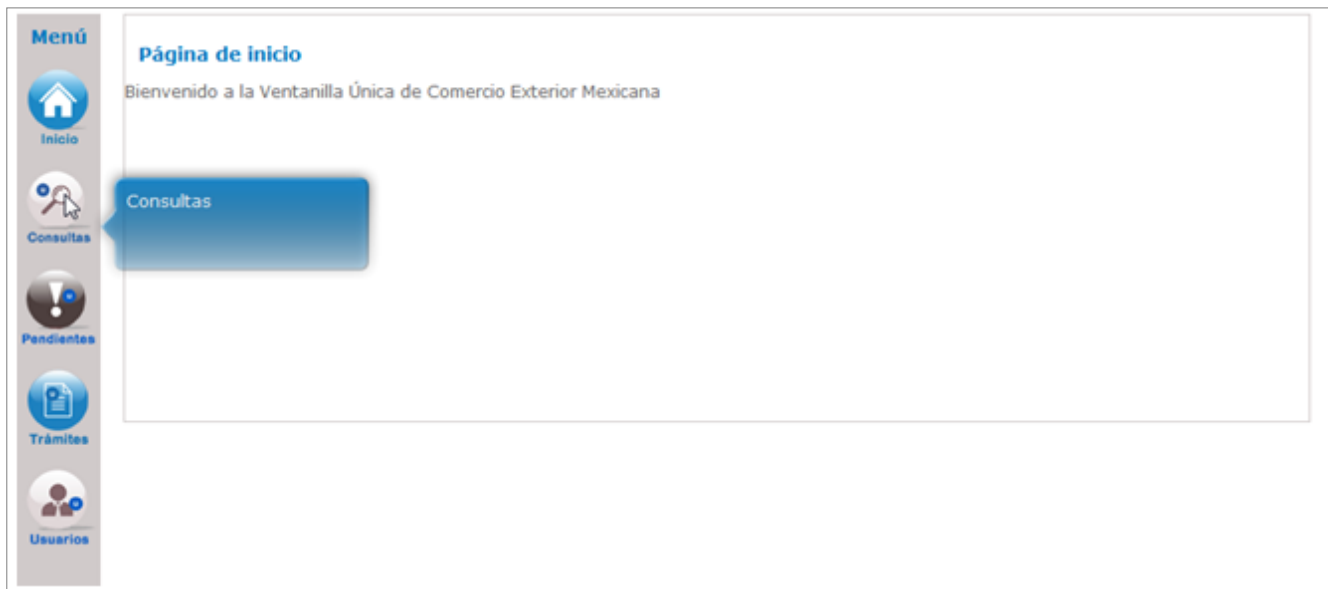 Menú
Inicio
Consultas
Pendientes
Trámites
Usuarios
Página de inicio
Bienvenido a la Ventanilla Única de Comercio Exterior Mexicana
Consultas